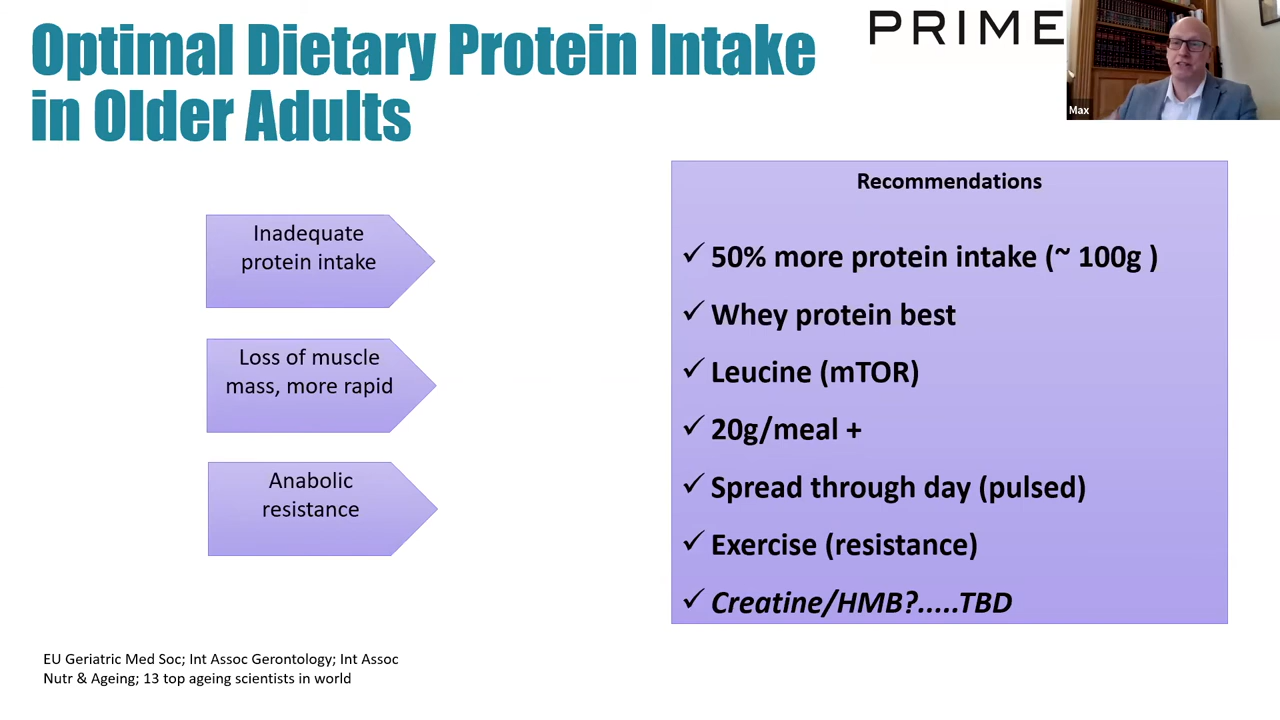 Optimal Dietary Protein Intake
in Older Adults
PRIME
Max
Inadequate
protein intake
Loss of muscle
mass, more rapid
Anabolic
resistance
Recommendations
✓ 50% more protein intake (~ 100g )
✓ Whey protein best
✓ Leucine (mTOR)
✓ 20g/meal +
✓ Spread through day (pulsed)
✓ Exercise (resistance)
✓ Creatine/HMB?.....TBD
EU Geriatric Med Soc; Int Assoc Gerontology; Int Assoc
Nutr & Ageing; 13 top ageing scientists in world